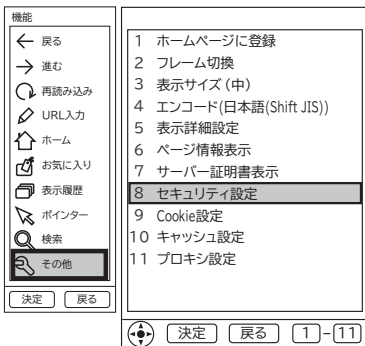 機能
戻る
進む
再読み込み
URL入力
ホーム
お気に入り
表示履歴
ポインター
検索
その他
決定 戻る
1 ホームページに登録
2 フレーム切換
3 表示サイズ(中)
4 エンコード(日本語(Shift JIS))
5 表示詳細設定
6 ページ情報表示
7 サーバー証明書表示
8 セキュリティ設定
9 Cookie設定
10 キャッシュ設定
11 プロキシ設定
決定 戻る 1-11